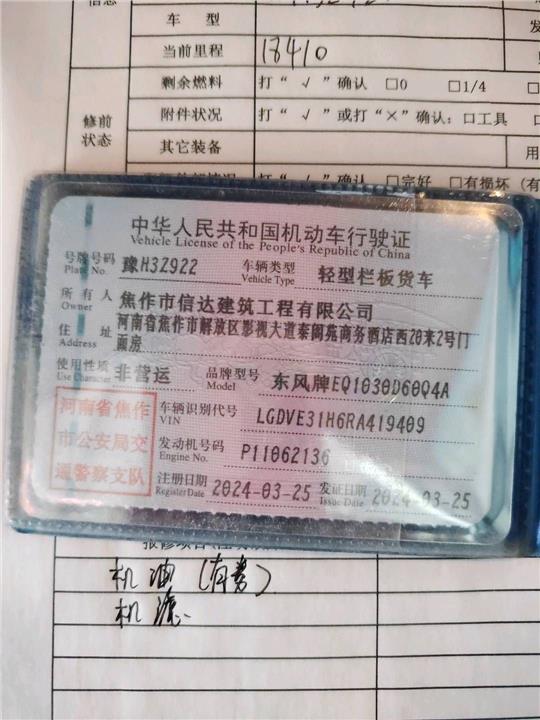 信息
车 型
当前里程 18410
剩余燃料 打“√”确认 □0 □1/4
修前状态
附件状况 打“√”或打“×”确认：□工具
其它装备 用
打“√”确认 □完好 □有损坏（有
中华人民共和国机动车行驶证
Vehicle License of the People's Republic of China
号牌号码 豫H3Z922 车辆类型 轻型栏板货车
Plate No. Vehicle Type
所有人 焦作市信达建筑工程有限公司
Owner
住址 河南省焦作市解放区影视大道秦阁苑商务酒店西20米2号门
Address 面房
使用性质 非营运 品牌型号 东风牌EQ1030D60Q4A
Use Character Model
河南省焦作
市公安局交
通警察支队
车辆识别代号 LGDVE31H6RA419409
VIN
发动机号码 P11062136
Engine No.
注册日期 2024-03-25 发证日期 2024-03-25
Register Date Issue Date
报修项目
机油（有费）
机滤